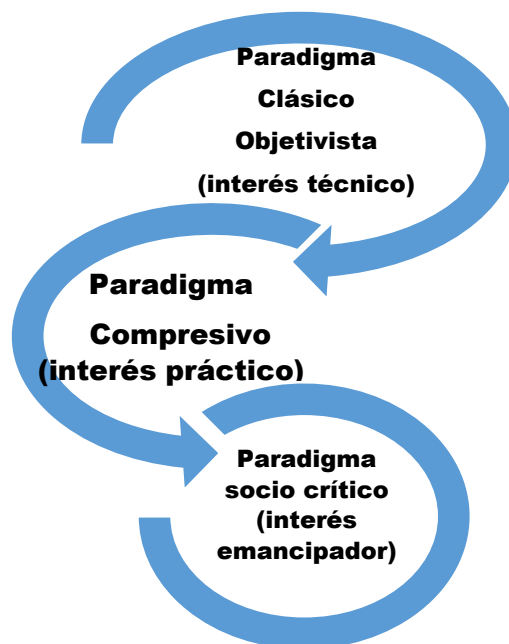 Paradigma
Clásico
Objetivista
(interés técnico)
Paradigma
Compresivo
(interés práctico)
Paradigma
socio crítico
(interés
emancipador)